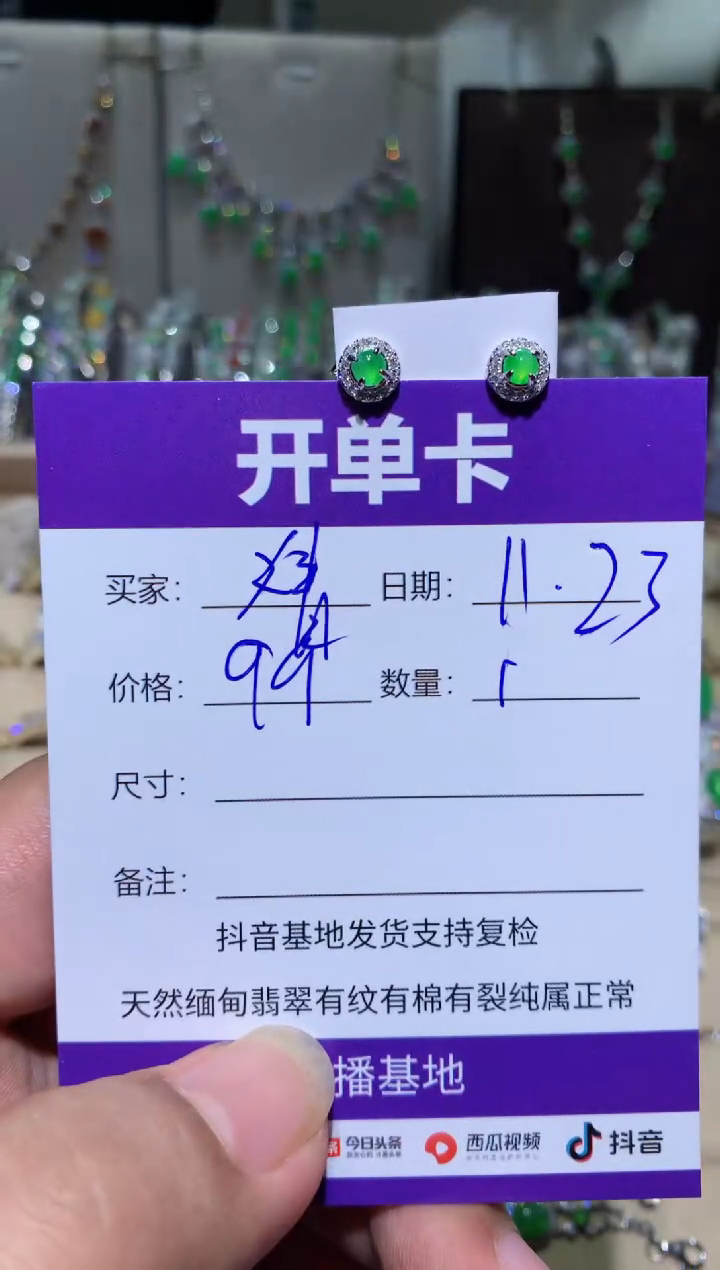 开单卡
买家： 日期：11.23
价格：99 数量：1
尺寸：
备注：
抖音基地发货支持复检
天然缅甸翡翠有纹有棉有裂纯属正常
播基地
今日头条 西瓜视频 抖音